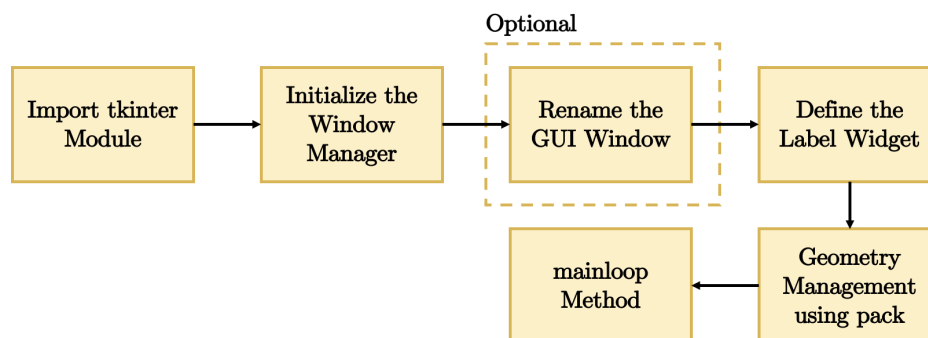 Optional
Import tkinter
Module
Initialize the
Window
Manager
Rename the
GUI Window
Define the
Label Widget
Geometry
Management
using pack
mainloop
Method